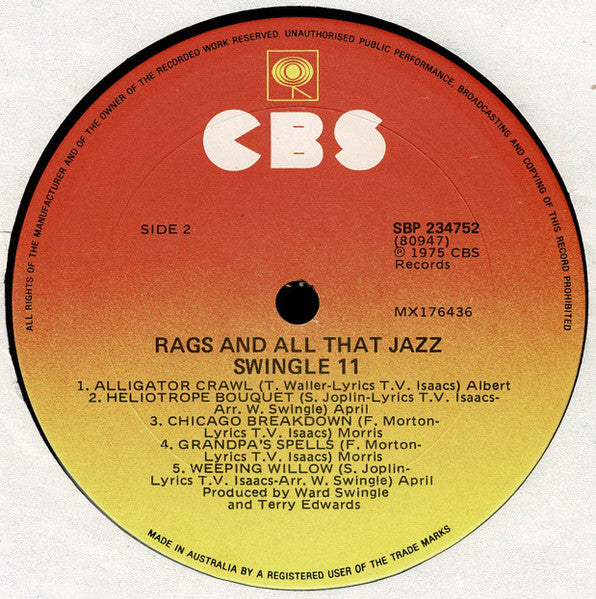 ALL RIGHTS OF THE MANUFACTURER AND OF THE OWNER OF THE RECORDED WORK RESERVED. UNAUTHORISED PUBLIC PERFORMANCE, BROADCASTING AND COPYING OF THIS RECORD PROHIBITED
CBS
SIDE 2
SBP 234752
(80947)
℗ 1975 CBS
Records
MX176436
RAGS AND ALL THAT JAZZ
SWINGLE 11
1. ALLIGATOR CRAWL (T. Waller-Lyrics T.V. Isaacs) Albert
2. HELIOTROPE BOUQUET (S. Joplin-Lyrics T.V. Isaacs-
Arr. W. Swingle) April
3. CHICAGO BREAKDOWN (F. Morton-
Lyrics T.V. Isaacs) Morris
4. GRANDPA'S SPELLS (F. Morton-
Lyrics T.V. Isaacs) Morris
5. WEEPING WILLOW (S. Joplin-
Lyrics T.V. Isaacs-Arr. W. Swingle) April
Produced by Ward Swingle
and Terry Edwards
MADE IN AUSTRALIA BY A REGISTERED USER OF THE TRADE MARKS